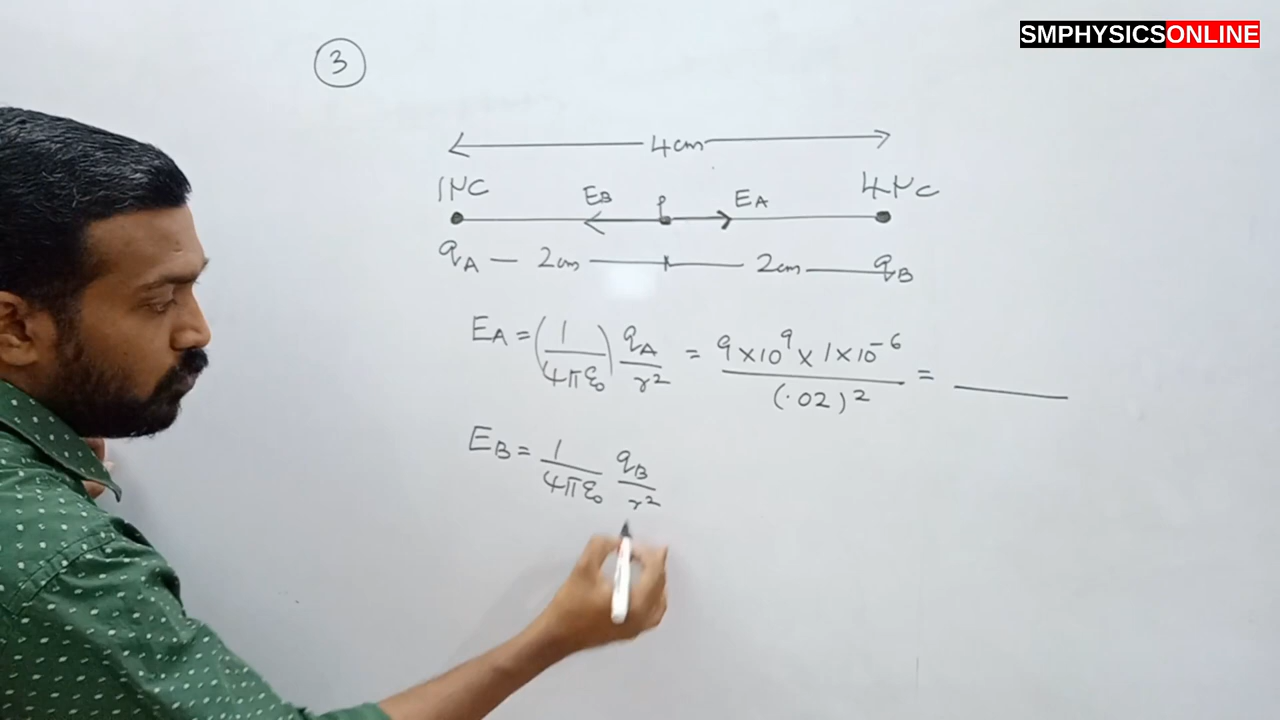 SMPHYSICSONLINE
3
4cm
1μC EB P EA 4μC
qA 2cm 2cm qB
EA = (1/4πε₀) qA/r² = 9×10⁹×1×10⁻⁶/(.02)² =
EB = 1/4πε₀ qB/r²